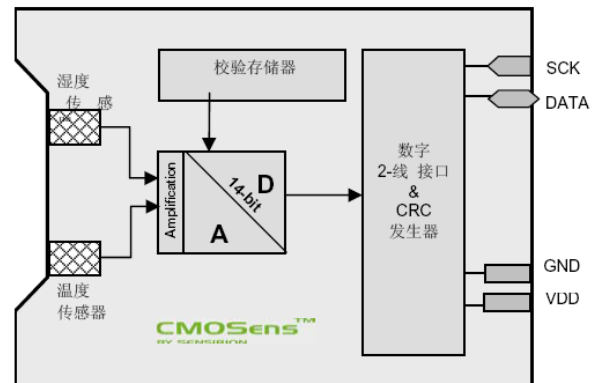 校验存储器
湿度
传 感
Amplification
14-bit
D
A
数字
2-线 接口
&
CRC
发生器
SCK
DATA
GND
VDD
温度
传感器
CMOSens™
BY SENSIRION